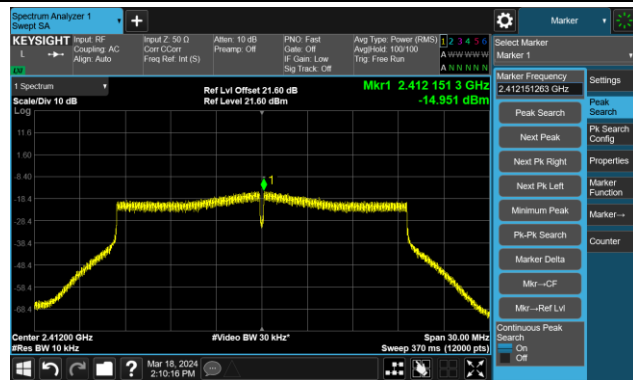 Spectrum Analyzer 1
Swept SA
Marker
KEYSIGHT
L
Input: RF
Coupling: AC
Align: Auto
Input Z: 50 Ω
Corr CCorr
Freq Ref: Int (S)
Atten: 10 dB
Preamp: Off
PNO: Fast
Gate: Off
IF Gain: Low
Sig Track: Off
Avg Type: Power (RMS)
Avg|Hold: 100/100
Trig: Free Run
1 2 3 4 5 6
A W W W W W
A N N N N N
Select Marker
Marker 1
1 Spectrum
Scale/Div 10 dB
Log
Ref Lvl Offset 21.60 dB
Ref Level 21.60 dBm
Mkr1 2.412 151 3 GHz
-14.951 dBm
11.6
1.60
-8.40
-18.4
-28.4
-38.4
-48.4
-58.4
-68.4
1
Center 2.41200 GHz
#Res BW 10 kHz
#Video BW 30 kHz*
Span 30.00 MHz
Sweep 370 ms (12000 pts)
Marker Frequency
2.412151263 GHz
Peak Search
Next Peak
Next Pk Right
Next Pk Left
Minimum Peak
Pk-Pk Search
Marker Delta
Mkr→CF
Mkr→Ref Lvl
Continuous Peak
Search
On
Off
Settings
Peak
Search
Pk Search
Config
Properties
Marker
Function
Marker→
Counter
?
Mar 18, 2024
2:10:16 PM